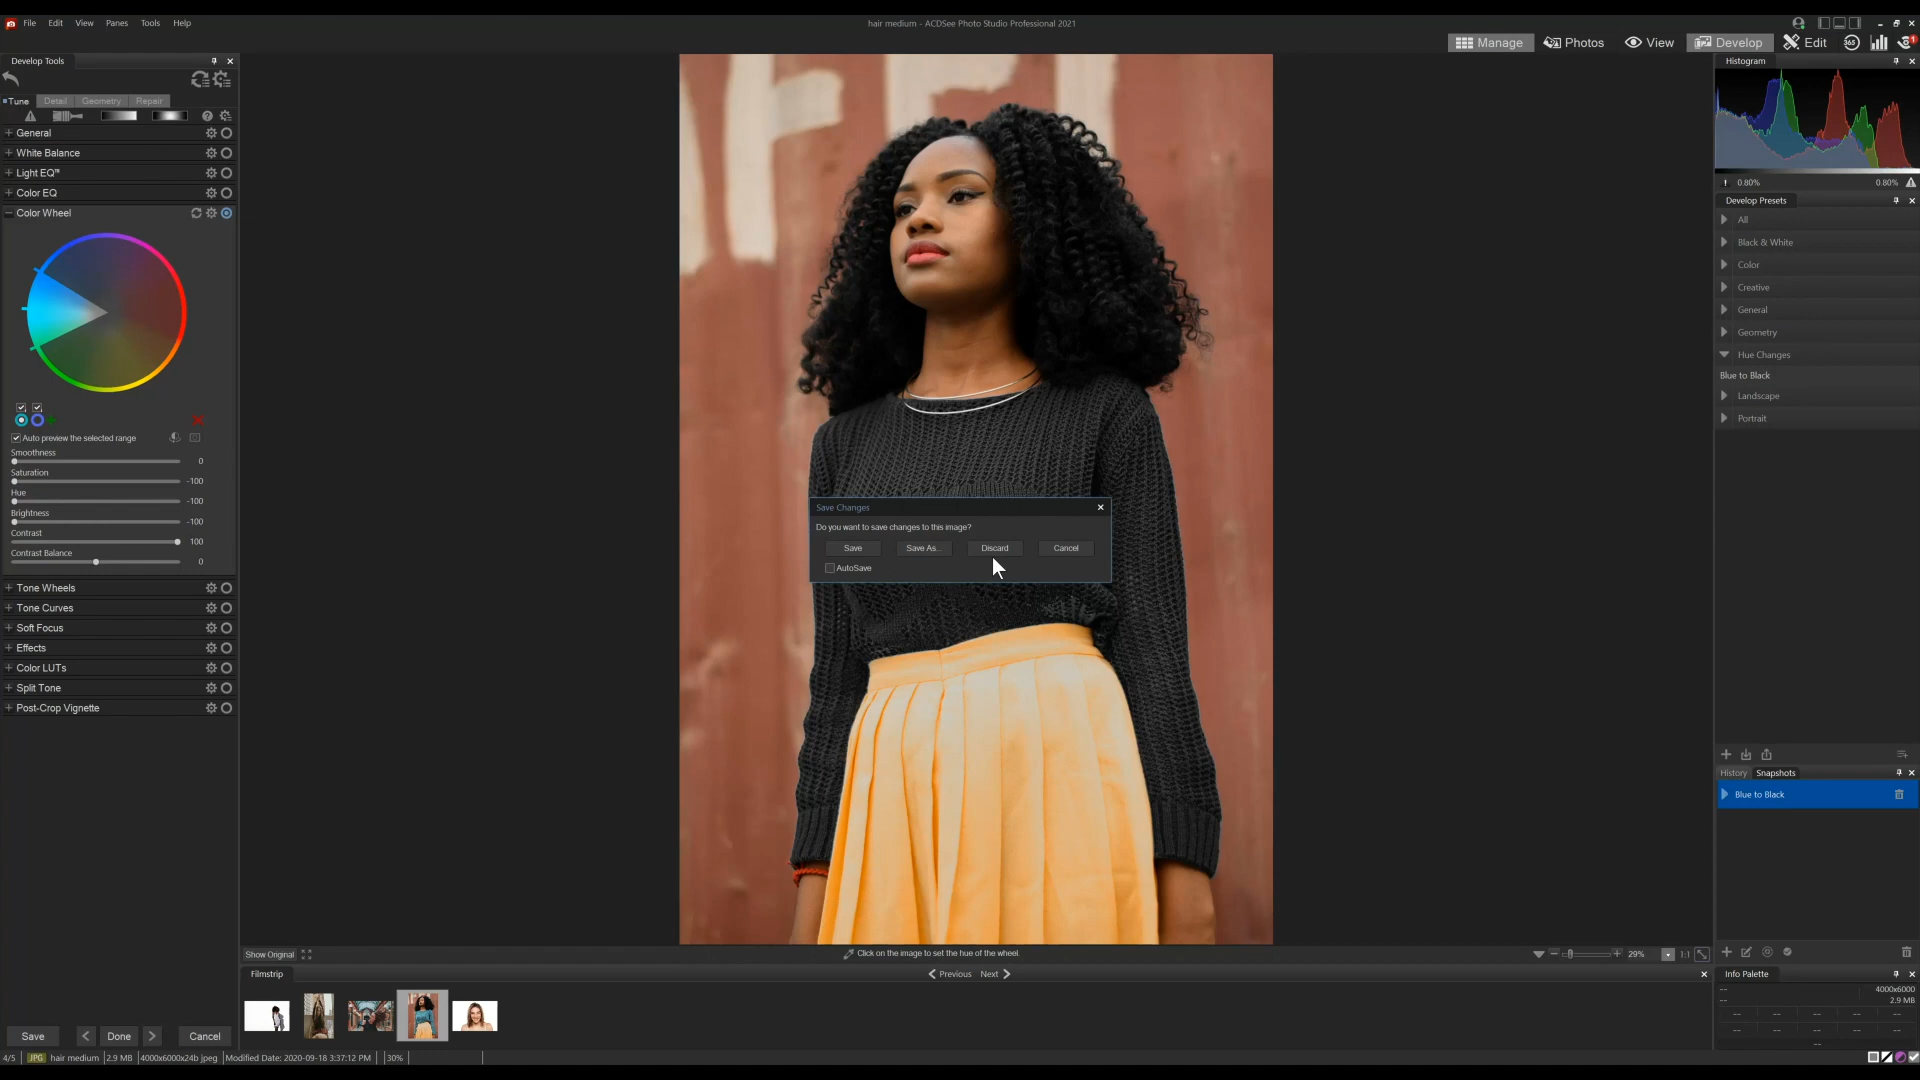 File Edit View Panes Tools Help
hair medium - ACDSee Photo Studio Professional 2021
Manage Photos View Develop Edit 365 1
Develop Tools
Tune Detail Geometry Repair
General
White Balance
Light EQ™
Color EQ
Color Wheel
Auto preview the selected range
Smoothness 0
Saturation -100
Hue -100
Brightness -100
Contrast 100
Contrast Balance 0
Tone Wheels
Tone Curves
Soft Focus
Effects
Color LUTs
Split Tone
Post-Crop Vignette
Save Changes
Do you want to save changes to this image?
Save Save As... Discard Cancel
AutoSave
Histogram
0.80% 0.80%
Develop Presets
All
Black & White
Color
Creative
General
Geometry
Hue Changes
Blue to Black
Landscape
Portrait
History Snapshots
Blue to Black
Show Original Click on the image to set the hue of the wheel. 29% 1:1
Filmstrip Previous Next
Info Palette
-- 4000x6000
-- 2.9 MB
-- -- -- -- --
-- -- -- -- --
--
Save Done Cancel
4/5 JPG hair medium 2.9 MB 4000x6000x24b jpeg Modified Date: 2020-09-18 3:37:12 PM 30%